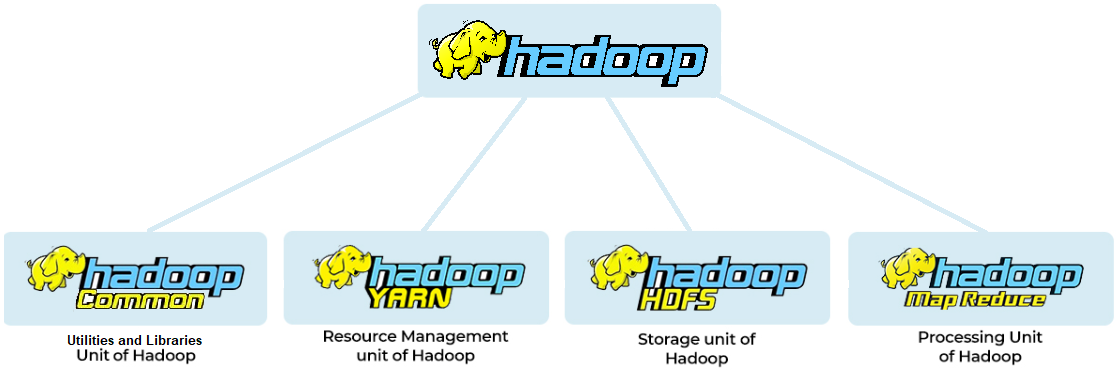 hadoop
hadoop
Common
hadoop
YARN
hadoop
HDFS
hadoop
Map Reduce
Utilities and Libraries
Unit of Hadoop
Resource Management
unit of Hadoop
Storage unit of
Hadoop
Processing Unit
of Hadoop